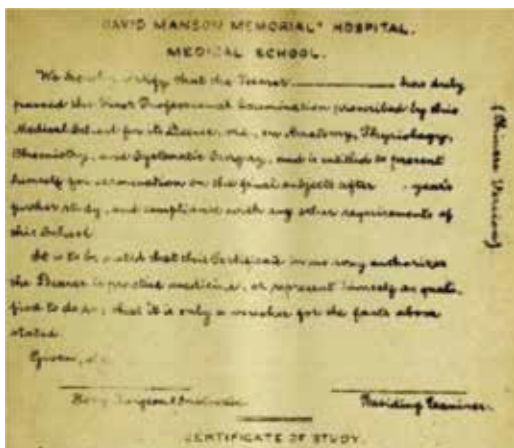 DAVID MANSON MEMORIAL" HOSPITAL.
MEDICAL SCHOOL.
We hereby certify that the Bearer has duly
passed the First Professional Examination prescribed by this
Medical School for its on Anatomy, Physiology,
Chemistry, and Systematic Surgery, and is entitled to present
himself for examination on the final subjects after years
further study, and compliance with any other requirements of
this School
It is to be noted that this Certificate in no way authorizes
the Bearer to practise medicine, or represent himself as quali-
fied to do so; that it is only a voucher for the facts above
stated.
Given,
Surgeon
Presiding Examiner.
CERTIFICATE OF STUDY.
(Chinese Version)